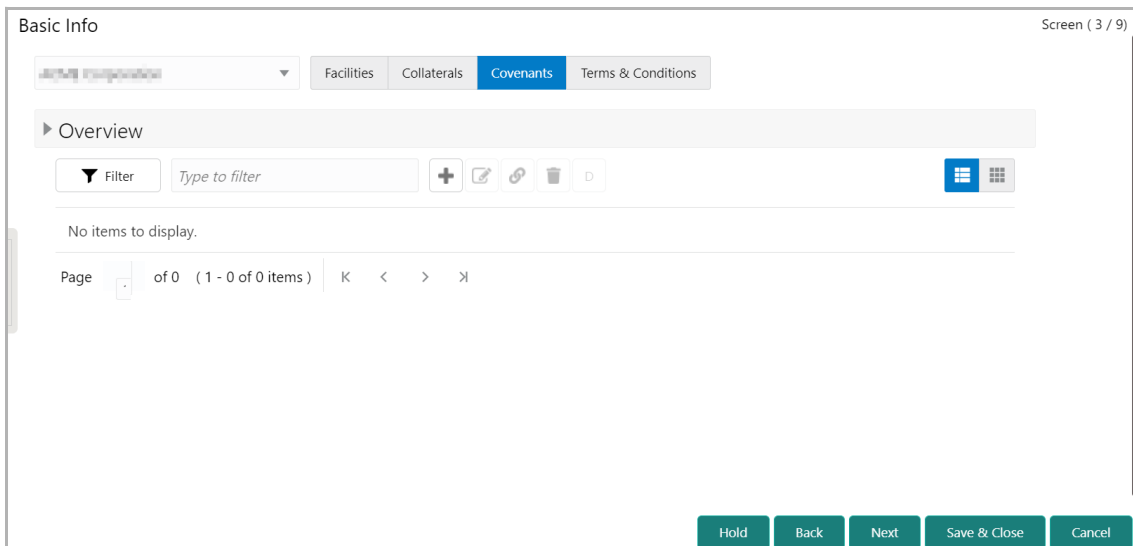 Basic Info
Screen ( 3 / 9)
Facilities Collaterals Covenants Terms & Conditions
Overview
Filter Type to filter D
No items to display.
Page of 0 ( 1 - 0 of 0 items )
Hold Back Next Save & Close Cancel